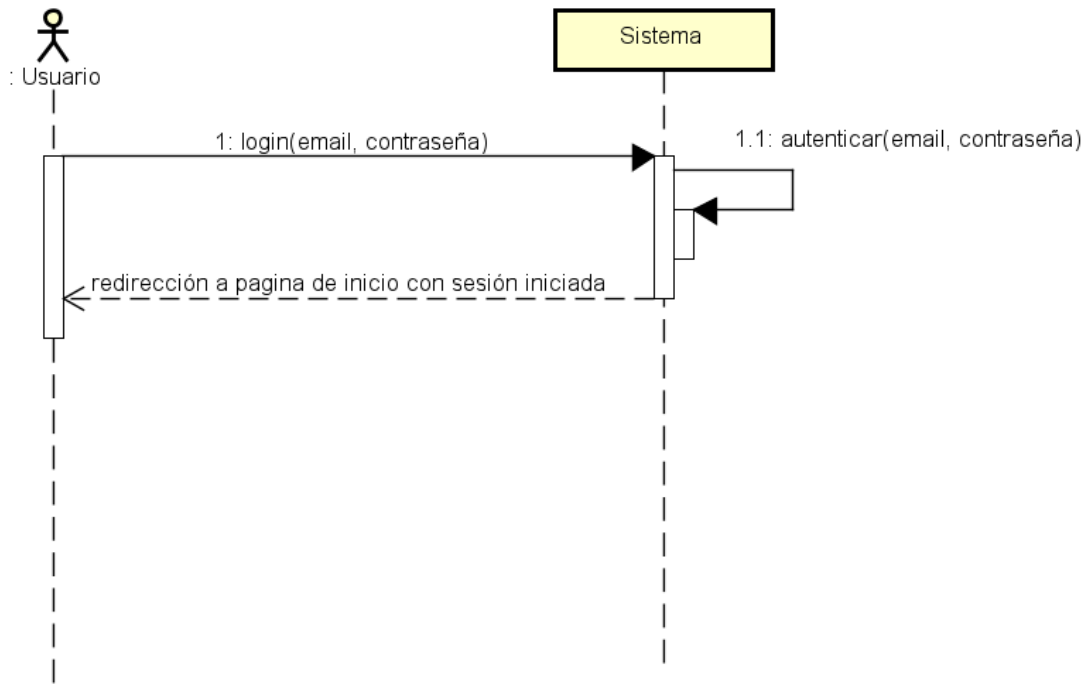 Sistema
: Usuario
1: login(email, contraseña)
1.1: autenticar(email, contraseña)
redirección a pagina de inicio con sesión iniciada